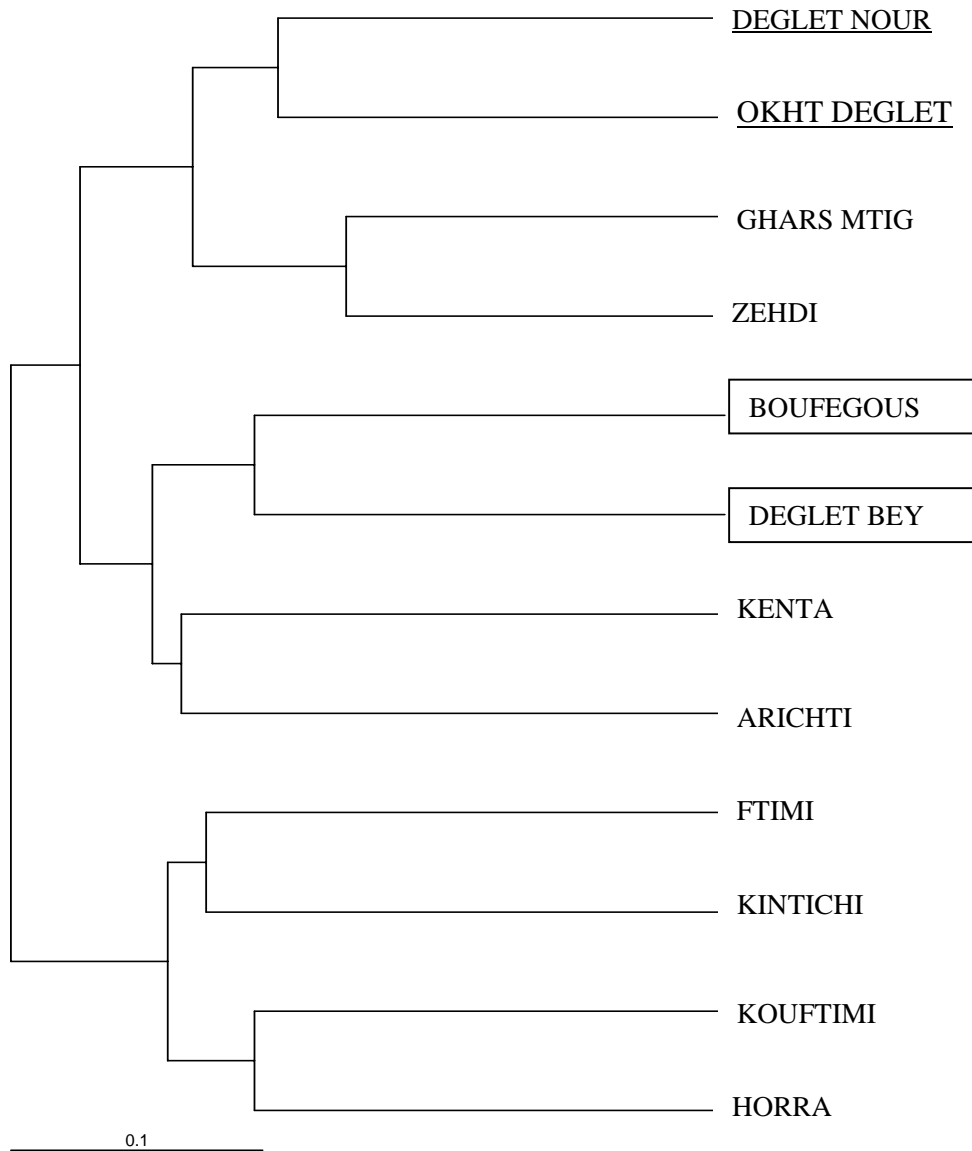 DEGLET NOUR
OKHT DEGLET
GHARS MTIG
ZEHDI
BOUFEGOUS
DEGLET BEY
KENTA
ARICHTI
FTIMI
KINTICHI
KOUFTIMI
HORRA
0.1